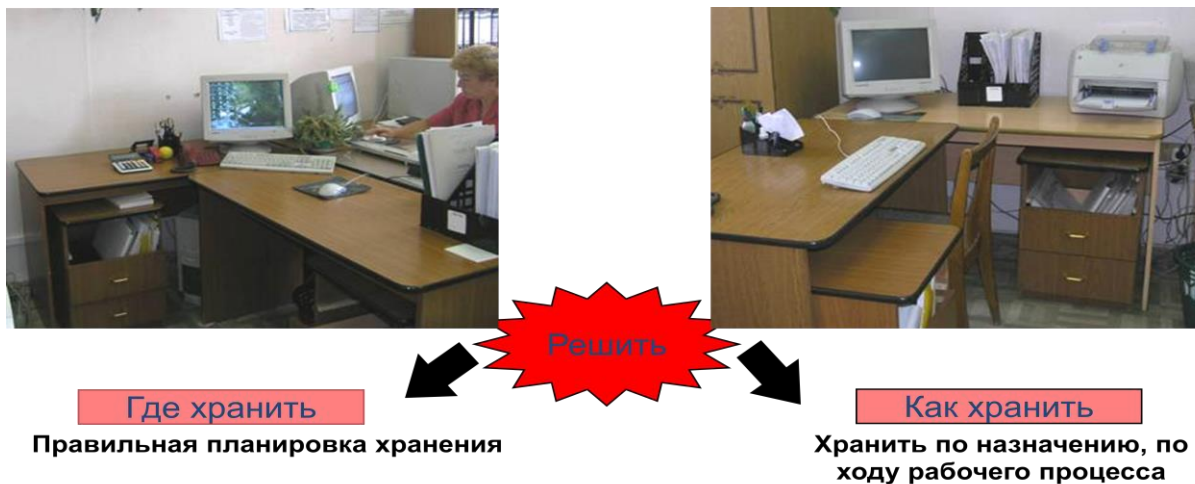 Решить
Где хранить
Как хранить
Правильная планировка хранения
Хранить по назначению, по
ходу рабочего процесса